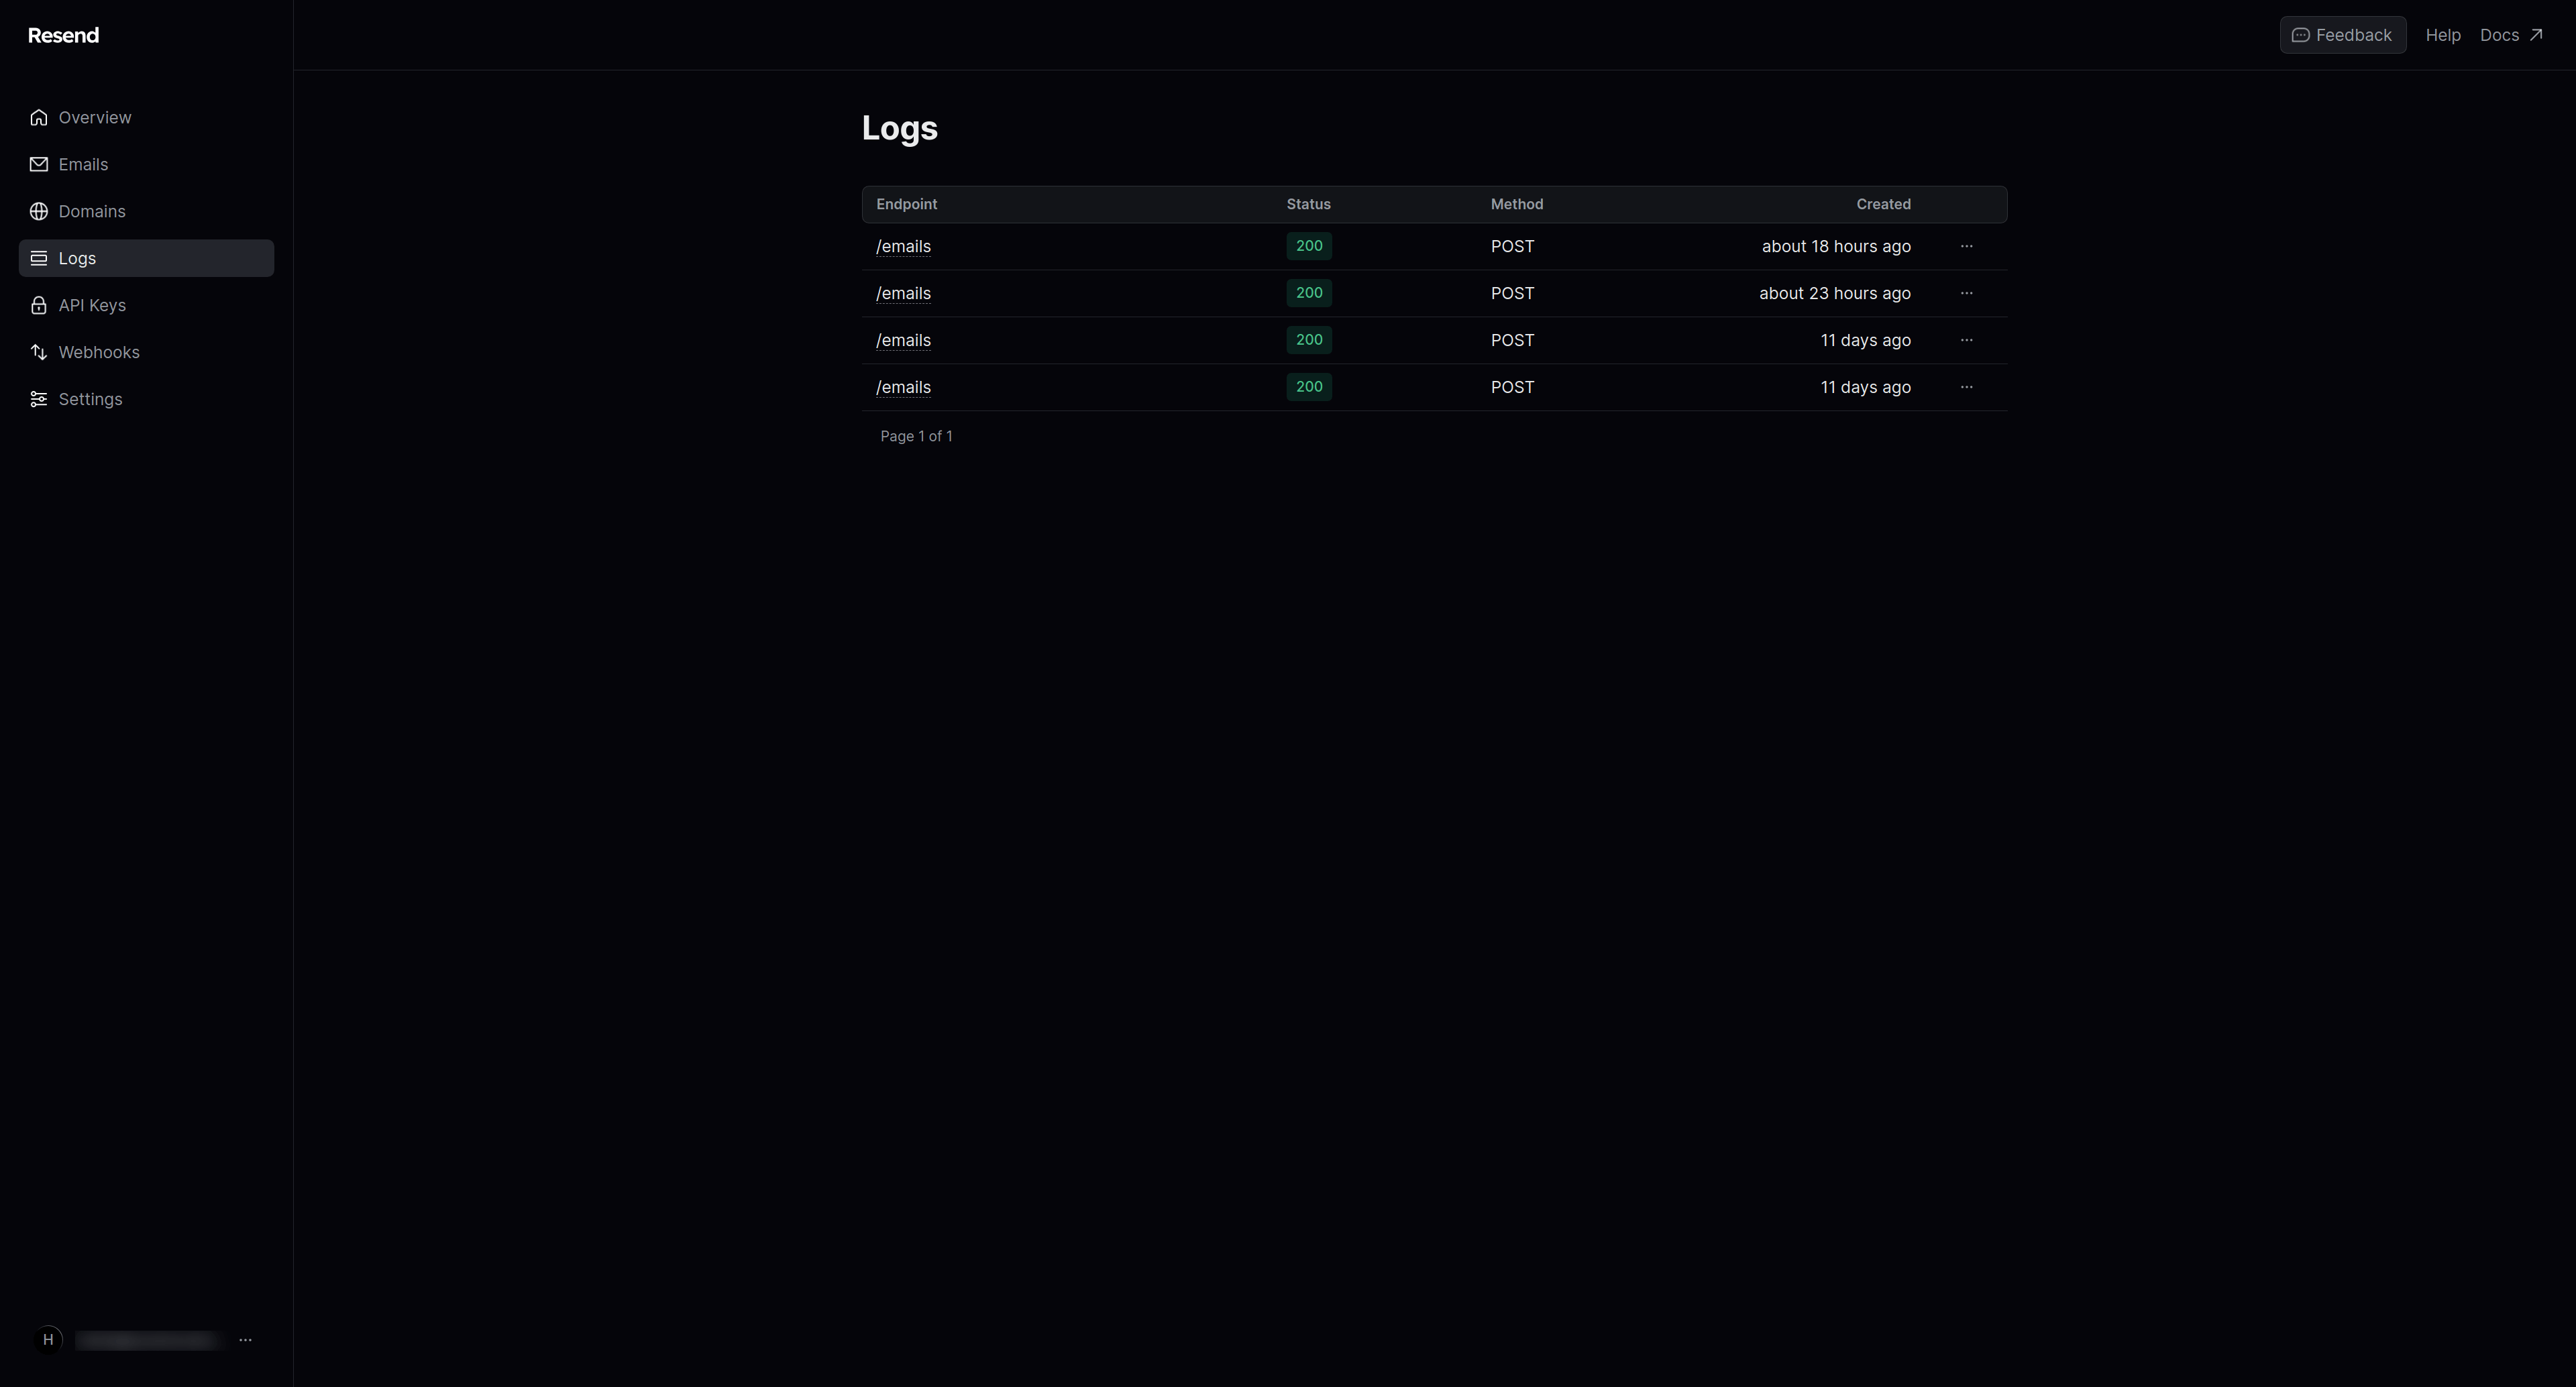 Resend
Feedback Help Docs
Overview
Emails
Domains
Logs
API Keys
Webhooks
Settings
Logs
Endpoint Status Method Created
/emails 200 POST about 18 hours ago
/emails 200 POST about 23 hours ago
/emails 200 POST 11 days ago
/emails 200 POST 11 days ago
Page 1 of 1
H